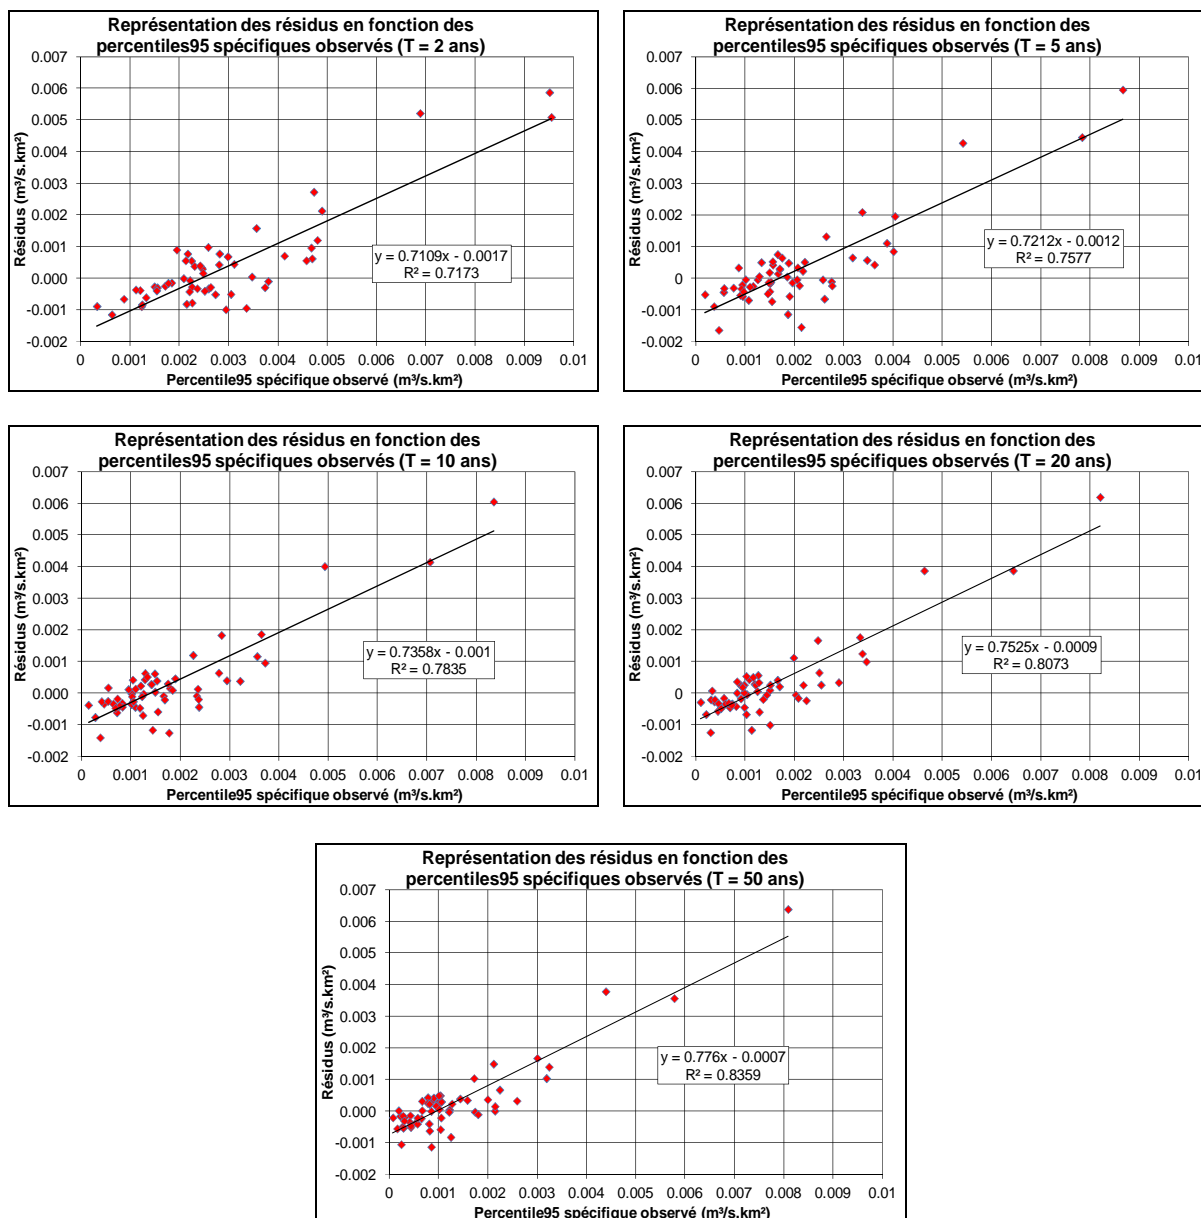 Représentation des résidus en fonction des
percentiles95 spécifiques observés (T = 2 ans)
0.007
0.006
0.005
0.004
0.003
0.002
0.001
0.000
-0.001
-0.002
Résidus (m³/s.km²)
y = 0.7109x - 0.0017
R² = 0.7173
0 0.001 0.002 0.003 0.004 0.005 0.006 0.007 0.008 0.009 0.01
Percentile95 spécifique observé (m³/s.km²)
Représentation des résidus en fonction des
percentiles95 spécifiques observés (T = 5 ans)
0.007
0.006
0.005
0.004
0.003
0.002
0.001
0
-0.001
-0.002
Résidus (m³/s.km²)
y = 0.7212x - 0.0012
R² = 0.7577
0 0.001 0.002 0.003 0.004 0.005 0.006 0.007 0.008 0.009 0.01
Percentile95 spécifique observé (m³/s.km²)
Représentation des résidus en fonction des
percentiles95 spécifiques observés (T = 10 ans)
0.007
0.006
0.005
0.004
0.003
0.002
0.001
0.000
-0.001
-0.002
Résidus (m³/s.km²)
y = 0.7358x - 0.001
R² = 0.7835
0 0.001 0.002 0.003 0.004 0.005 0.006 0.007 0.008 0.009 0.01
Percentile95 spécifique observé (m³/s.km²)
Représentation des résidus en fonction des
percentiles95 spécifiques observés (T = 20 ans)
0.007
0.006
0.005
0.004
0.003
0.002
0.001
0
-0.001
-0.002
Résidus (m³/s.km²)
y = 0.7525x - 0.0009
R² = 0.8073
0 0.001 0.002 0.003 0.004 0.005 0.006 0.007 0.008 0.009 0.01
Percentile95 spécifique observé (m³/s.km²)
Représentation des résidus en fonction des
percentiles95 spécifiques observés (T = 50 ans)
0.007
0.006
0.005
0.004
0.003
0.002
0.001
0.000
-0.001
-0.002
Résidus (m³/s.km²)
y = 0.776x - 0.0007
R² = 0.8359
0 0.001 0.002 0.003 0.004 0.005 0.006 0.007 0.008 0.009 0.01
Percentile95 spécifique observé (m³/s.km²)